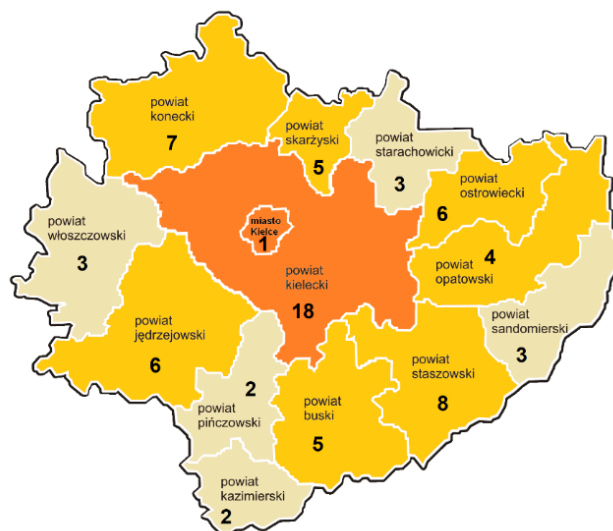 powiat
konecki
7
powiat
skarżyski
5
powiat
starachowicki
3
powiat
ostrowiecki
6
powiat
włoszczowski
3
miasto
Kielce
1
powiat
kielecki
18
4
powiat
opatowski
powiat
sandomierski
3
powiat
jędrzejowski
6
2
powiat
pińczowski
powiat
buski
5
powiat
staszowski
8
powiat
kazimierski
2